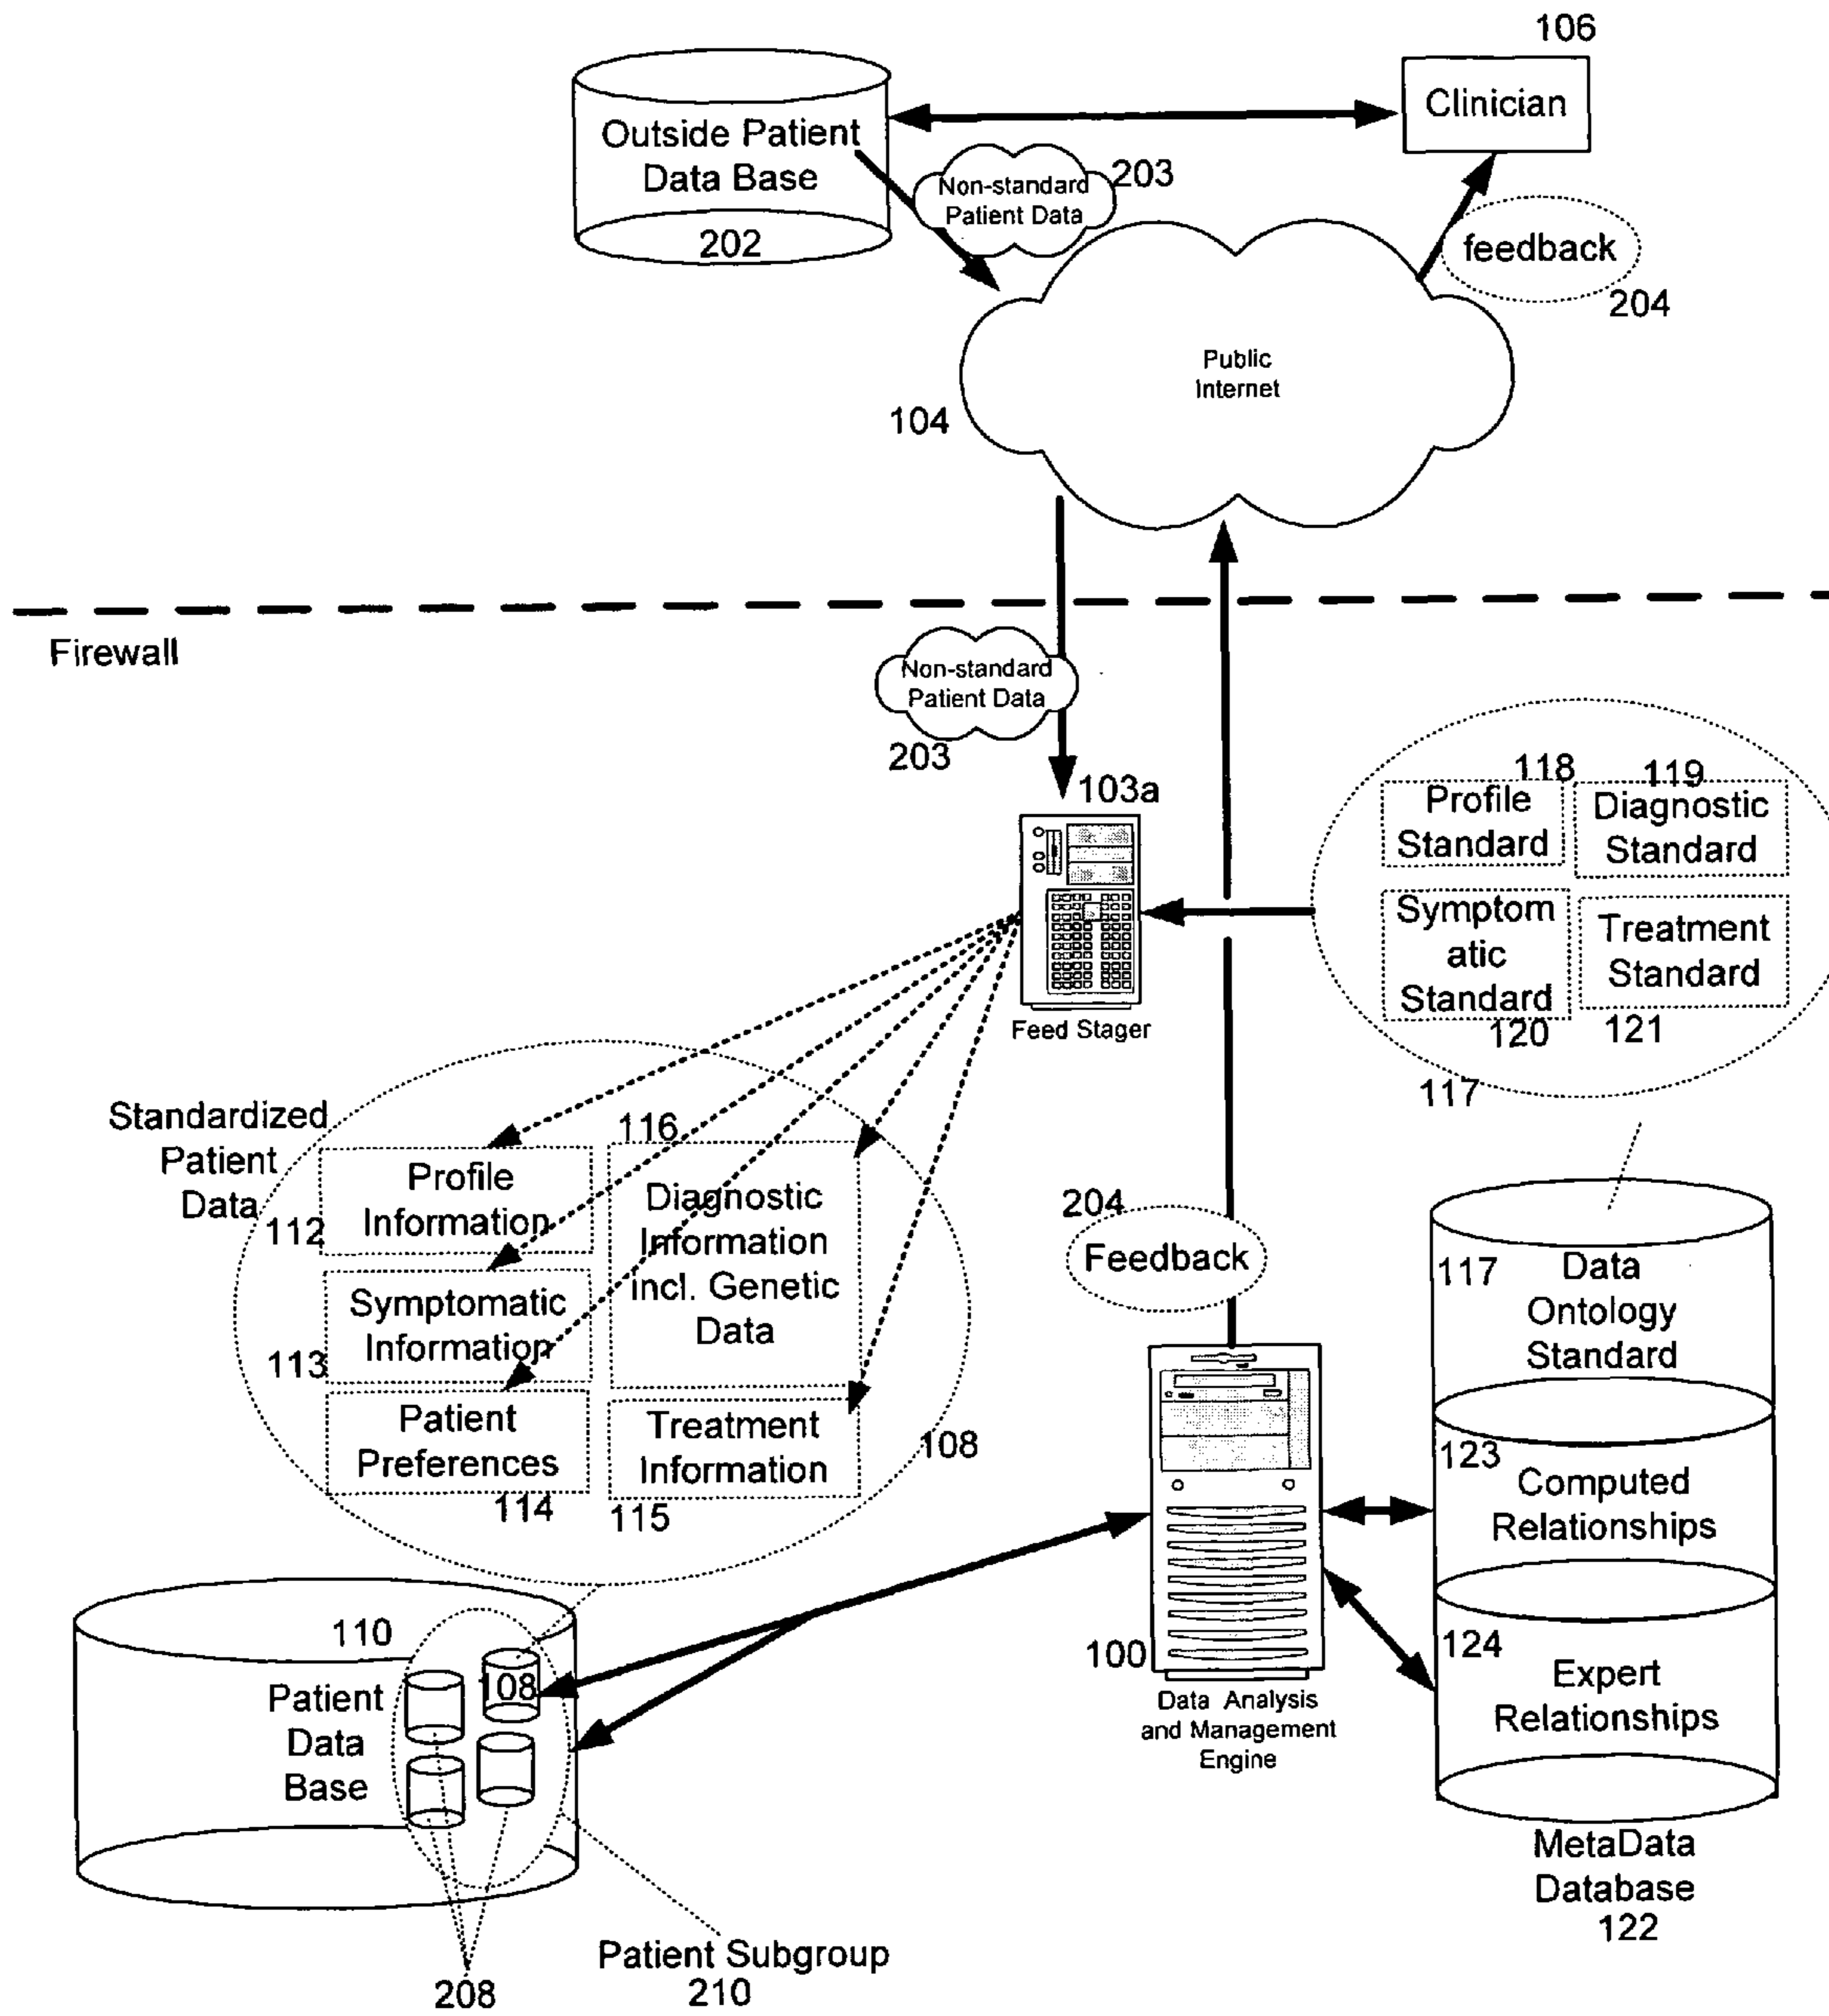 106
Clinician
Outside Patient
Data Base
202
Non-standard
Patient Data
203
feedback
204
Public
Internet
104
Firewall
Non-standard
Patient Data
203
103a
Feed Stager
118
Profile
Standard
119
Diagnostic
Standard
Symptom
atic
Standard
120
Treatment
Standard
121
117
Standardized
Patient
Data
116
Profile
Information
112
Diagnostic
Information
incl. Genetic
Data
Symptomatic
Information
113
Patient
Preferences
114
Treatment
Information
115
108
204
Feedback
117
Data
Ontology
Standard
123
Computed
Relationships
124
Expert
Relationships
MetaData
Database
122
100
Data Analysis
and Management
Engine
110
Patient
Data
Base
108
Patient Subgroup
210
208